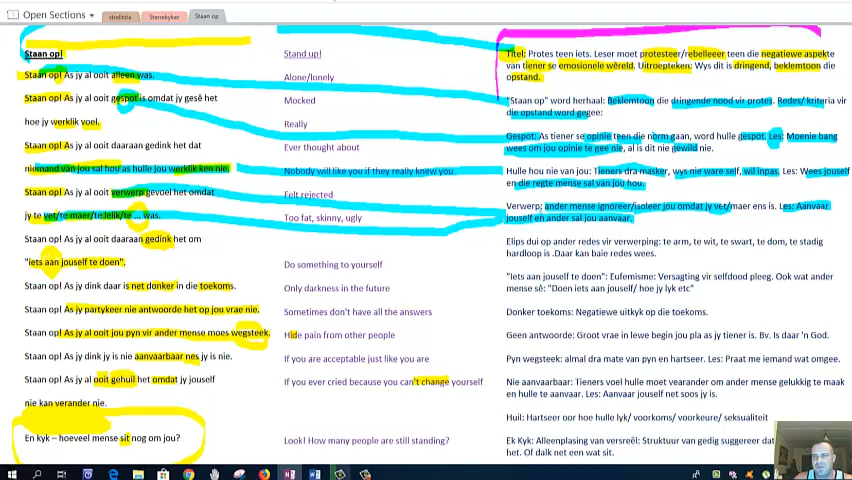 Open Sections
strelitzia
Sterrekyker
Staan op
Staan op!
Staan op! As jy al ooit alleen was.
Staan op! As jy al ooit gespot is omdat jy gesê het
hoe jy werklik voel.
Staan op! As jy al ooit daaraan gedink het dat
niemand van jou sal hou as hulle jou werklik ken nie.
Staan op! As jy al ooit verwerp gevoel het omdat
jy te vet/te maer/te lelik/te ... was.
Staan op! As jy al ooit daaraan gedink het om
"iets aan jouself te doen".
Staan op! As jy dink daar is net donker in die toekoms.
Staan op! As jy partykeer nie antwoorde het op jou vrae nie.
Staan op! As jy al ooit jou pyn vir ander mense moes wegsteek.
Staan op! As jy dink jy is nie aanvaarbaar nes jy is nie.
Staan op! As jy al ooit gehuil het omdat jy jouself
nie kan verander nie.
En kyk – hoeveel mense sit nog om jou?
Stand up!
Alone/lonely
Mocked
Really
Ever thought about
Nobody will like you if they really knew you
Felt rejected
Too fat, skinny, ugly
Do something to yourself
Only darkness in the future
Sometimes don't have all the answers
Hide pain from other people
If you are acceptable just like you are
If you ever cried because you can't change yourself
Look! How many people are still standing?
Titel: Protes teen iets. Leser moet protesteer/rebelleer teen die negatiewe aspekte
van tiener se emosionele wêreld. Uitroepteken: Wys dit is dringend, beklemtoon die
opstand.
"Staan op" word herhaal: Beklemtoon die dringende nood vir protes. Redes/ kriteria vir
die opstand word gegee:
Gespot: As tiener se opinie teen die norm gaan, word hulle gespot. Les: Moenie bang
wees om jou opinie te gee nie, al is dit nie gewild nie.
Hulle hou nie van jou: Tieners dra masker, wys nie ware self, wil inpas. Les: Wees jouself
en die regte mense sal van jou hou.
Verwerp: ander mense ignoreer/isoleer jou omdat jy vet/maer ens is. Les: Aanvaar
jouself en ander sal jou aanvaar.
Elips dui op ander redes vir verwerping: te arm, te wit, te swart, te dom, te stadig
hardloop is .Daar kan baie redes wees.
"Iets aan jouself te doen": Eufemisme: Versagting vir selfdood pleeg. Ook wat ander
mense sê: "Doen iets aan jouself/ hoe jy lyk etc"
Donker toekoms: Negatiewe uitkyk op die toekoms.
Geen antwoorde: Groot vrae in lewe begin jou pla as jy tiener is. Bv. Is daar 'n God.
Pyn wegsteek: almal dra mate van pyn en hartseer. Les: Praat me iemand wat omgee.
Nie aanvaarbaar: Tieners voel hulle moet vearander om ander mense gelukkig te maak
en hulle te aanvaar. Les: Aanvaar jouself net soos jy is.
Huil: Hartseer oor hoe hulle lyk/ voorkoms/ voorkeure/ seksualiteit
Ek Kyk: Alleenplasing van versreël: Struktuur van gedig suggereer dat
het. Of dalk net een wat sit.